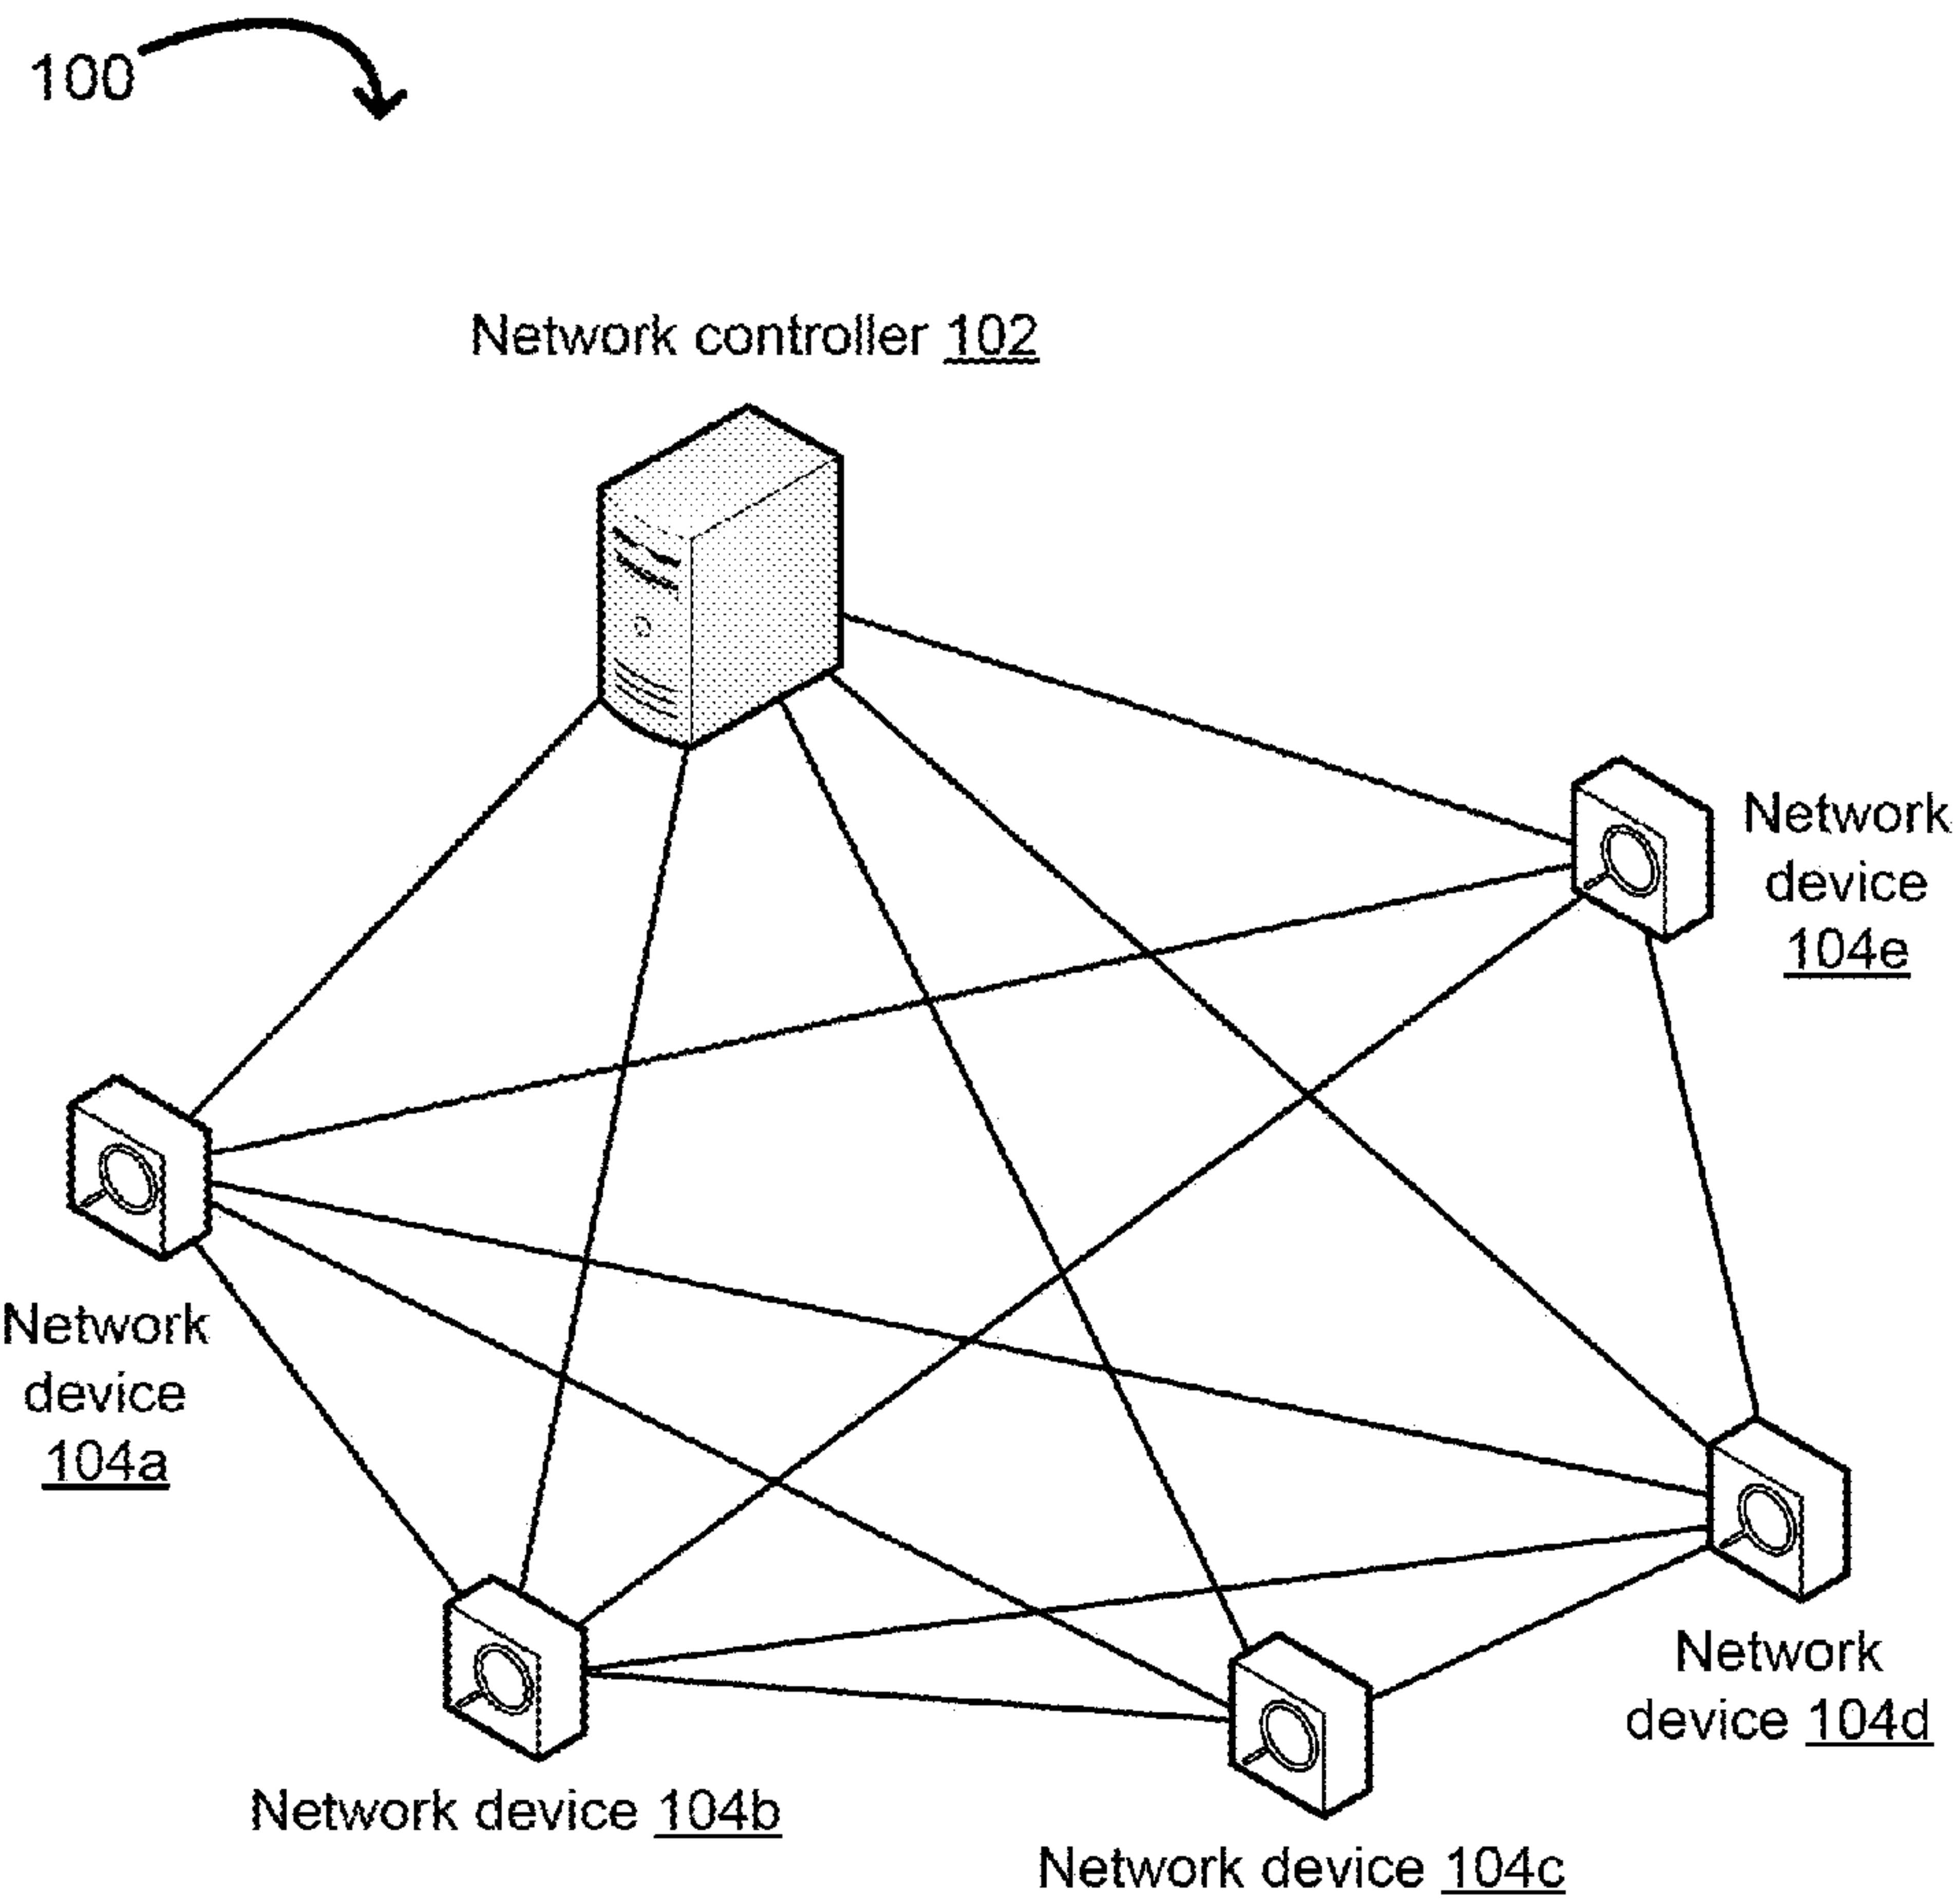 100
Network controller 102
Network
device
104e
Network
device
104a
Network
device 104d
Network device 104b
Network device 104c